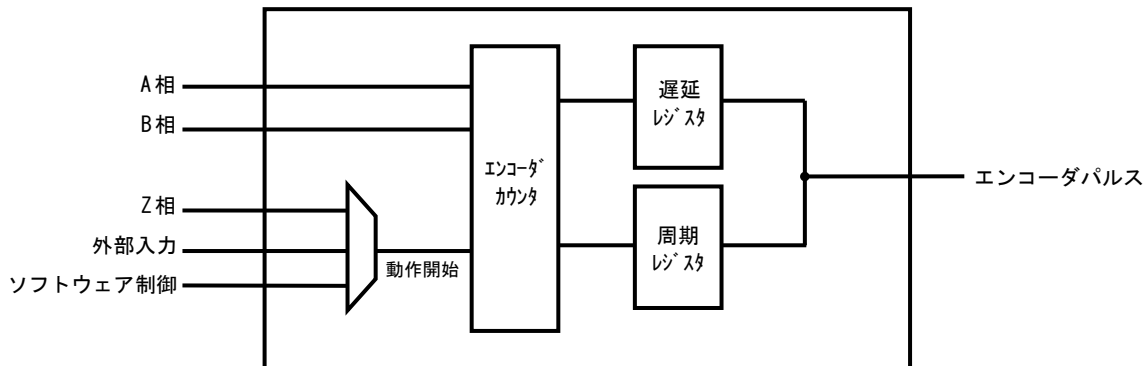 A相
B相
Z相
外部入力
ソフトウェア制御
動作開始
ｴﾝｺｰﾀﾞ
ｶｳﾝﾀ
遅延
ﾚｼﾞｽﾀ
周期
ﾚｼﾞｽﾀ
エンコーダパルス